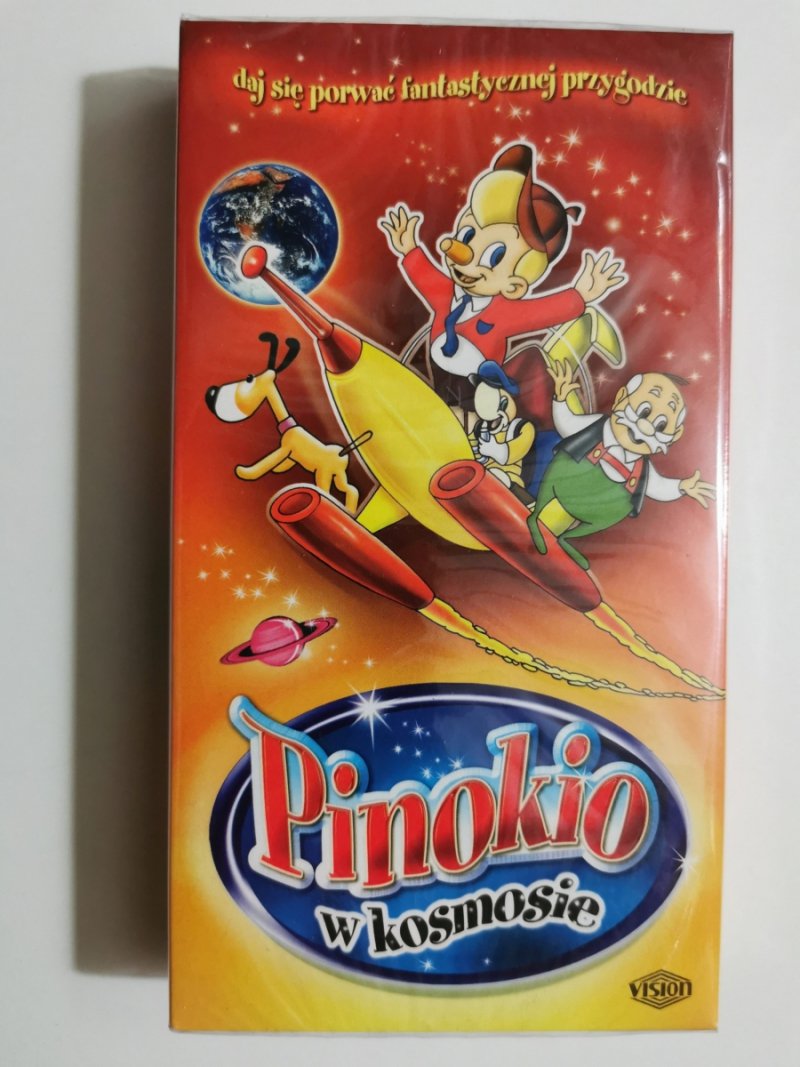 daj się porwać fantastycznej przygodzie
Pinokio
w kosmosie
VISION